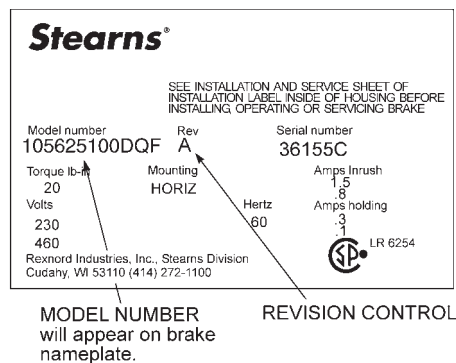 Stearns®
SEE INSTALLATION AND SERVICE SHEET OF
INSTALLATION LABEL INSIDE OF HOUSING BEFORE
INSTALLING, OPERATING OR SERVICING BRAKE
Model number Rev Serial number
105625100DQF A 36155C
Torque lb-in Mounting Amps Inrush
20 HORIZ 1.5
.8
Volts Hertz Amps holding
230 60 .3
460 .1
Rexnord Industries, Inc., Stearns Division
Cudahy, WI 53110 (414) 272-1100
SP LR 6254
MODEL NUMBER
will appear on brake
nameplate.
REVISION CONTROL